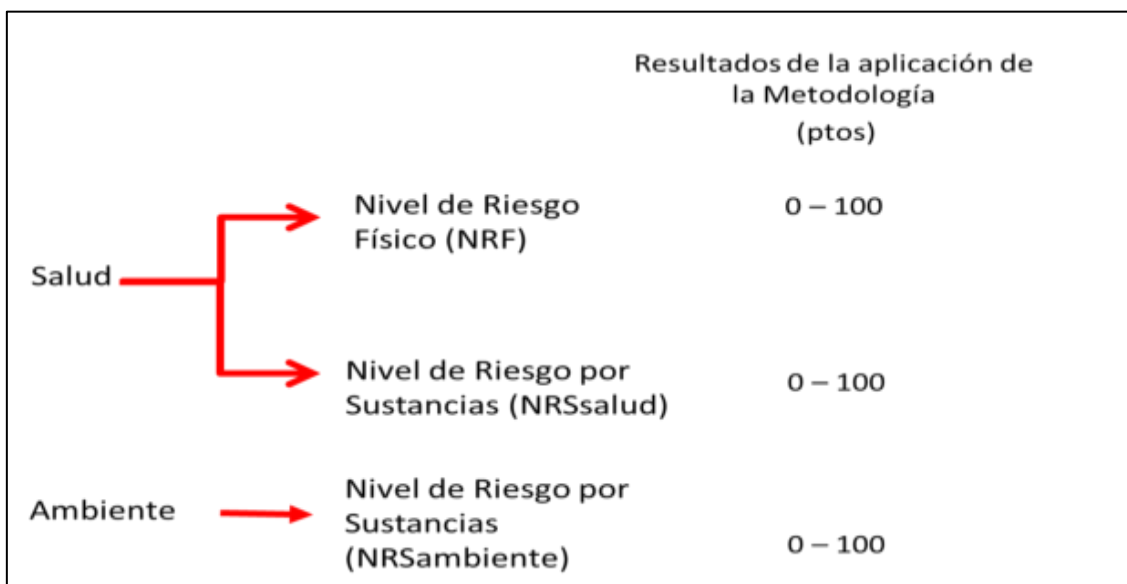 Resultados de la aplicación de
la Metodología
(ptos)
Nivel de Riesgo
Físico (NRF)
0 – 100
Salud
Nivel de Riesgo por
Sustancias (NRSsalud)
0 – 100
Ambiente
Nivel de Riesgo por
Sustancias
(NRSambiente)
0 – 100